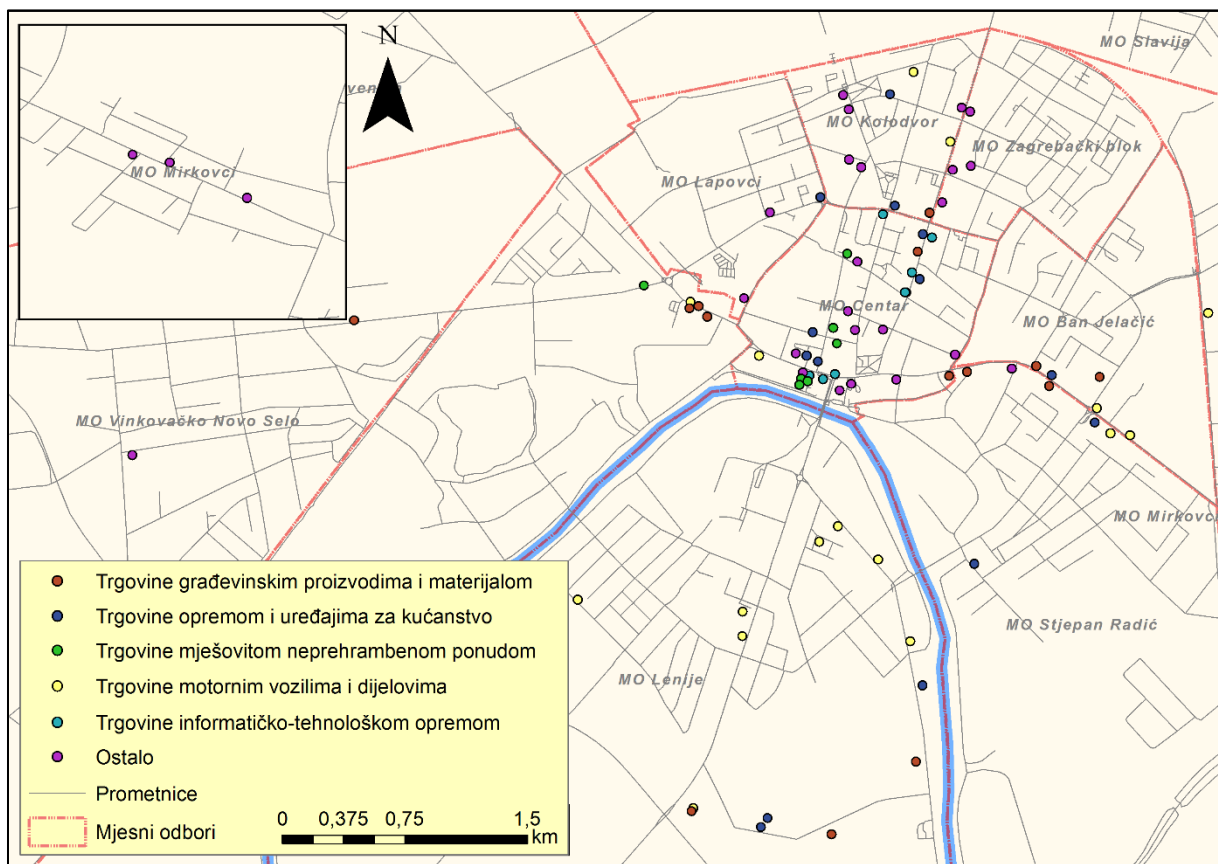 N
MO Slavija
MO Kolodvor
MO Zagrebački blok
MO Mirkovci
MO Lapovci
MO Centar
MO Ban Jelačić
MO Vinkovačko Novo Selo
MO Mirkovci
MO Stjepan Radić
MO Lenije
Trgovine građevinskim proizvodima i materijalom
Trgovine opremom i uređajima za kućanstvo
Trgovine mješovitom neprehrambenom ponudom
Trgovine motornim vozilima i dijelovima
Trgovine informatičko-tehnološkom opremom
Ostalo
Prometnice
Mjesni odbori
0 0,375 0,75 1,5
km